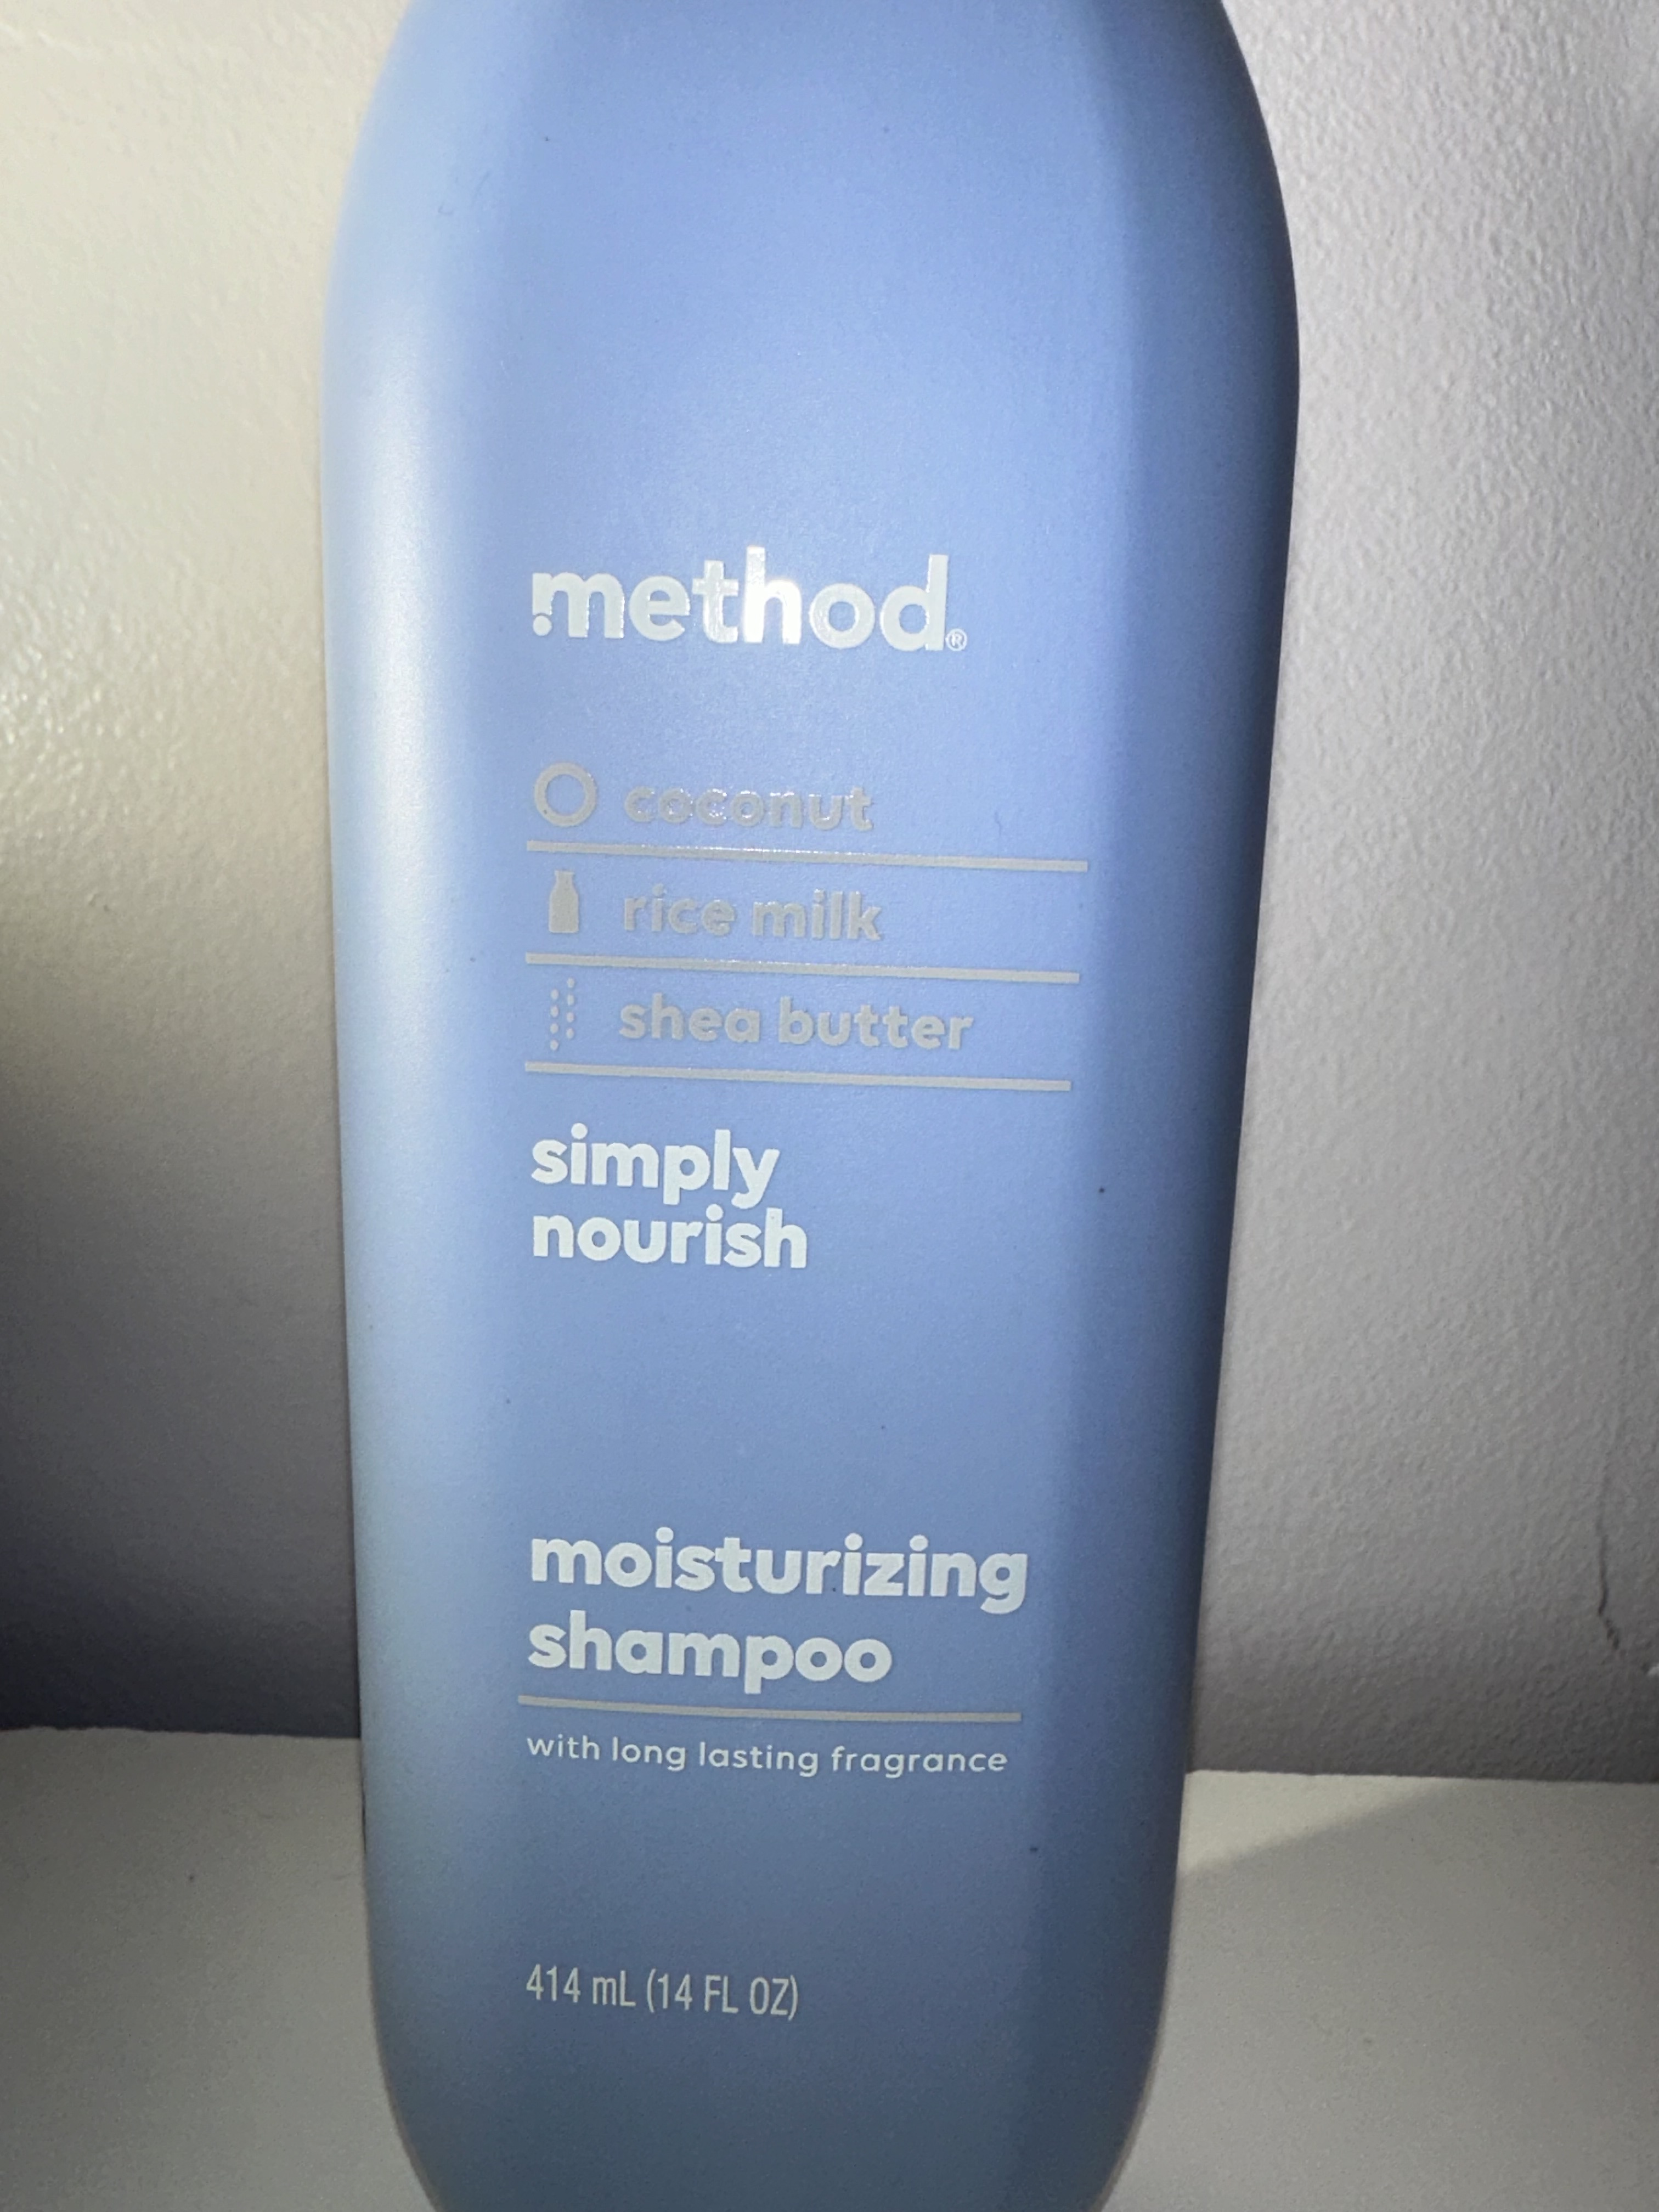 method®
coconut
rice milk
shea butter
simply
nourish
moisturizing
shampoo
with long lasting fragrance
414 mL (14 FL OZ)